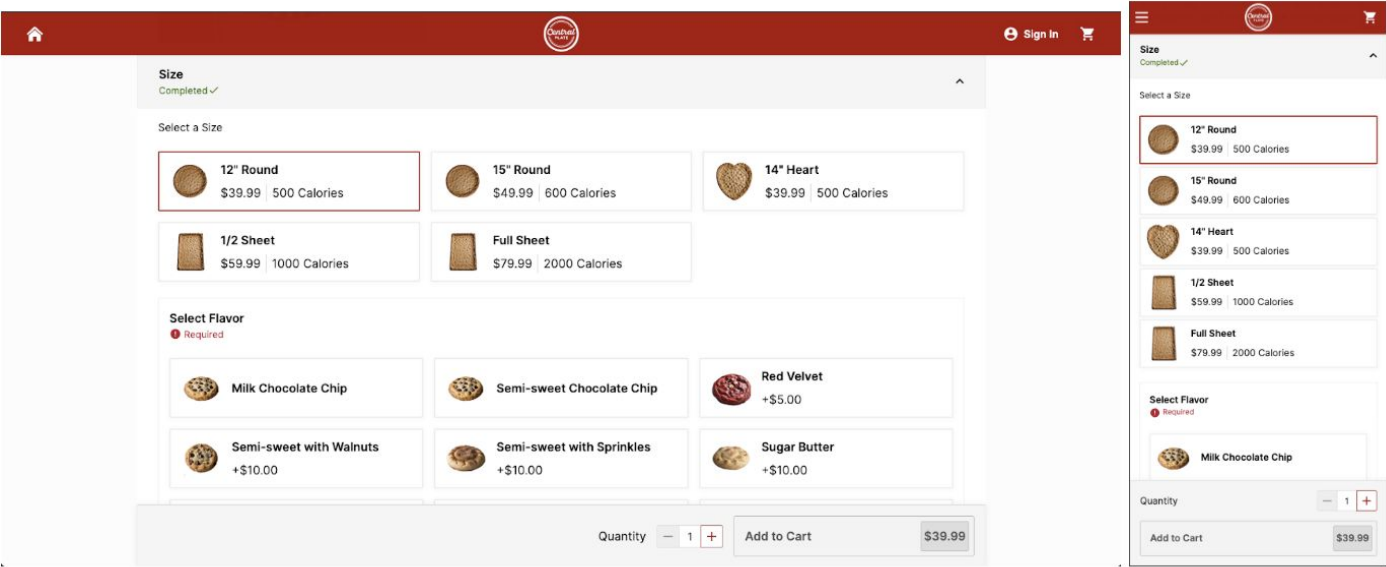 Central
PLATE
Sign In
Size
Completed
Select a Size
12" Round
$39.99 500 Calories
15" Round
$49.99 600 Calories
14" Heart
$39.99 500 Calories
1/2 Sheet
$59.99 1000 Calories
Full Sheet
$79.99 2000 Calories
Select Flavor
Required
Milk Chocolate Chip
Semi-sweet Chocolate Chip
Red Velvet
+$5.00
Semi-sweet with Walnuts
+$10.00
Semi-sweet with Sprinkles
+$10.00
Sugar Butter
+$10.00
Quantity — 1 +
Add to Cart $39.99
Central
Size
Completed
Select a Size
12" Round
$39.99 500 Calories
15" Round
$49.99 600 Calories
14" Heart
$39.99 500 Calories
1/2 Sheet
$59.99 1000 Calories
Full Sheet
$79.99 2000 Calories
Select Flavor
Required
Milk Chocolate Chip
Quantity — 1 +
Add to Cart $39.99